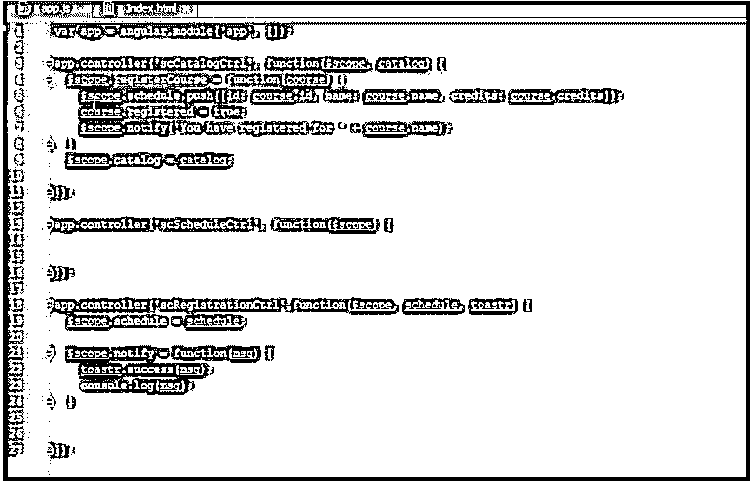 app.js index.html
var app = angular.module('app', []);
app.controller('scCatalogCtrl', function($scope, catalog) {
$scope.registerCourse = function(course) {
$scope.schedule.push({id: course.id, name: course.name, credits: course.credits});
course.registered = true;
$scope.notify('You have registered for ' + course.name);
}
$scope.catalog = catalog;
});
app.controller('scScheduleCtrl', function($scope) {
});
app.controller('scRegistrationCtrl',function($scope, schedule, toastr) {
$scope.schedule = schedule;
$scope.notify = function(msg) {
toastr.success(msg);
console.log(msg);
}
});